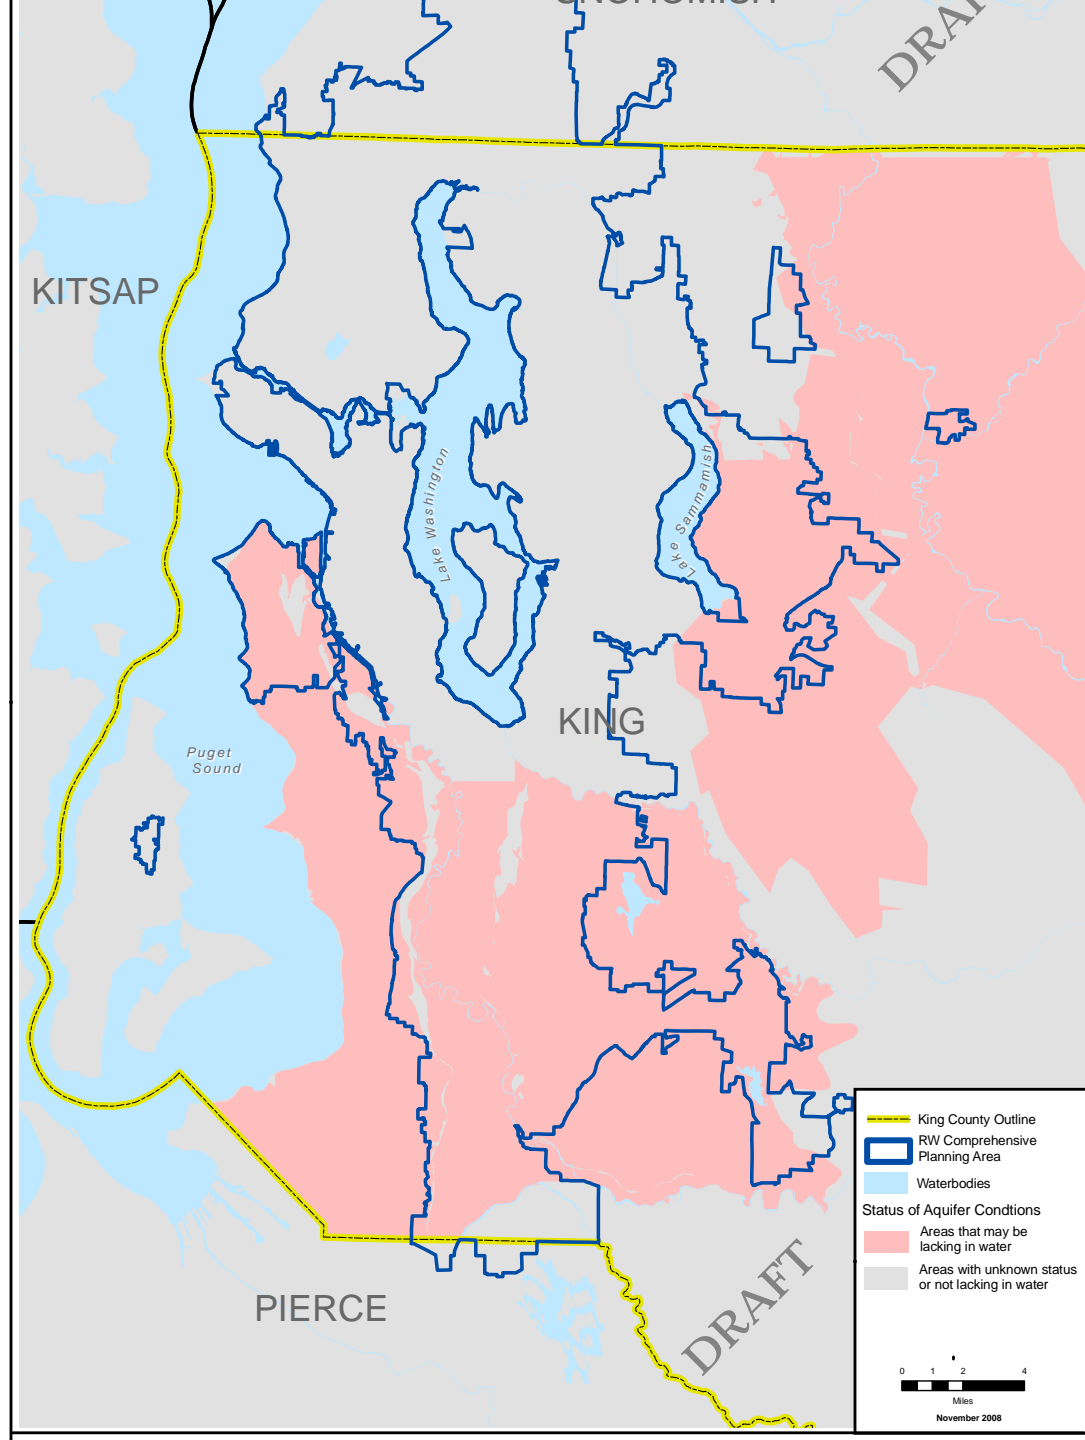 SNOHOMISH
DRAFT
KITSAP
Lake Washington
Lake Sammamish
KING
Puget
Sound
King County Outline
RW Comprehensive
Planning Area
Waterbodies
Status of Aquifer Condtions
Areas that may be
lacking in water
Areas with unknown status
or not lacking in water
PIERCE
DRAFT
0 1 2 4
Miles
November 2008